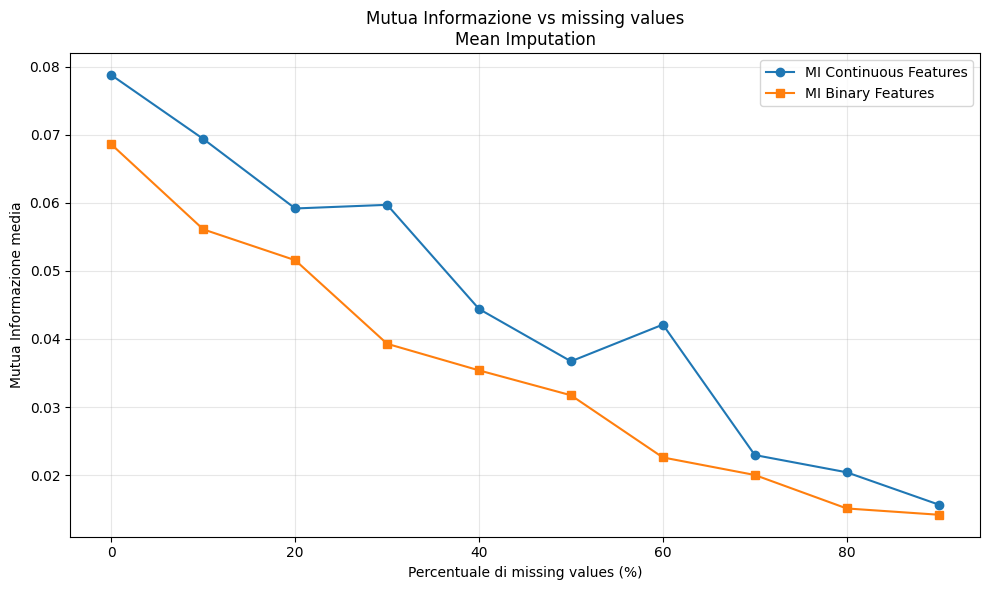 Mutua Informazione vs missing values
Mean Imputation
MI Continuous Features
MI Binary Features
Mutua Informazione media
0.08
0.07
0.06
0.05
0.04
0.03
0.02
0
20
40
60
80
Percentuale di missing values (%)